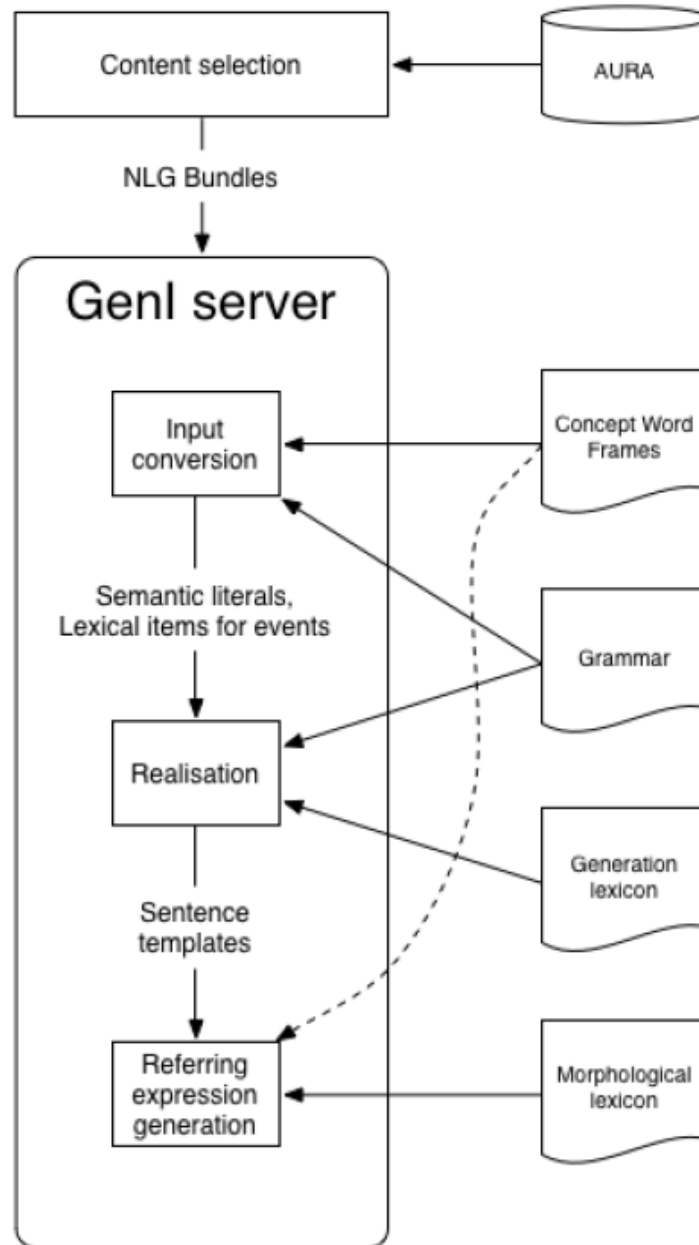 Content selection
AURA
NLG Bundles
GenI server
Input
conversion
Concept Word
Frames
Semantic literals,
Lexical items for events
Grammar
Realisation
Generation
lexicon
Sentence
templates
Referring
expression
generation
Morphological
lexicon